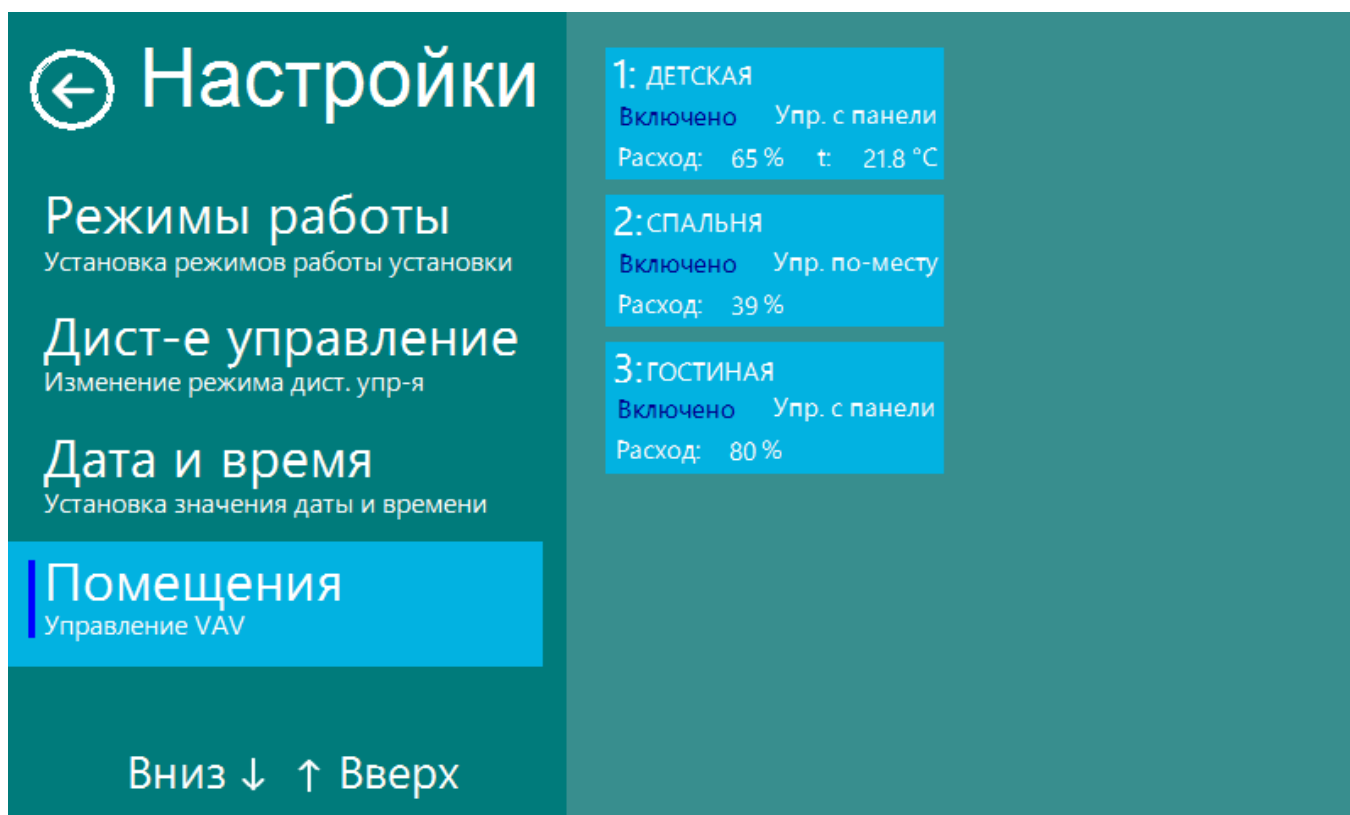 Настройки
Режимы работы
Установка режимов работы установки
Дист-е управление
Изменение режима дист. упр-я
Дата и время
Установка значения даты и времени
Помещения
Управление VAV
Вниз ↓ ↑ Вверх
1: ДЕТСКАЯ
Включено Упр. с панели
Расход: 65 % t: 21.8 °C
2: СПАЛЬНЯ
Включено Упр. по-месту
Расход: 39 %
3: ГОСТИНАЯ
Включено Упр. с панели
Расход: 80 %